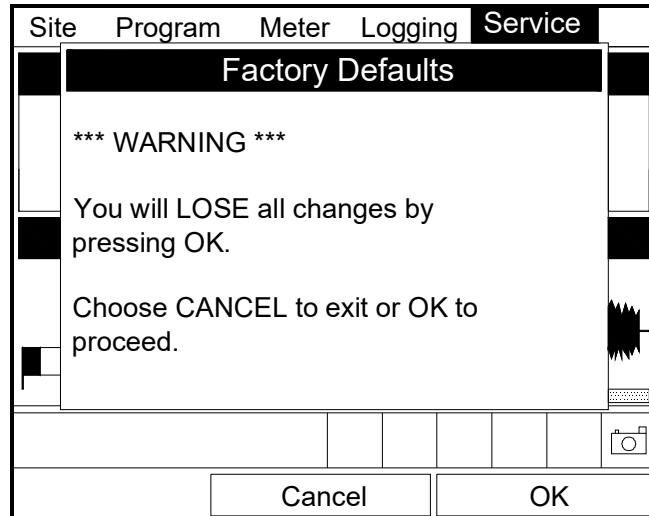 Site Program Meter Logging Service
Factory Defaults
*** WARNING ***
You will LOSE all changes by
pressing OK.
Choose CANCEL to exit or OK to
proceed.
Cancel OK